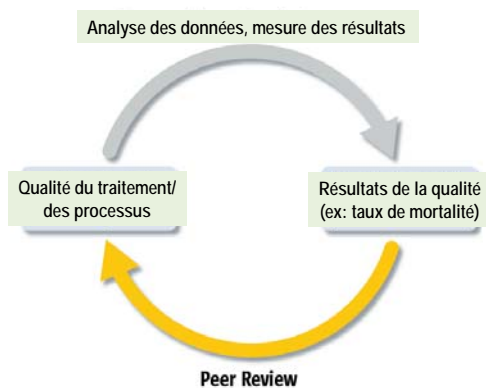 Analyse des données, mesure des résultats
Qualité du traitement/
des processus
Résultats de la qualité
(ex: taux de mortalité)
Peer Review